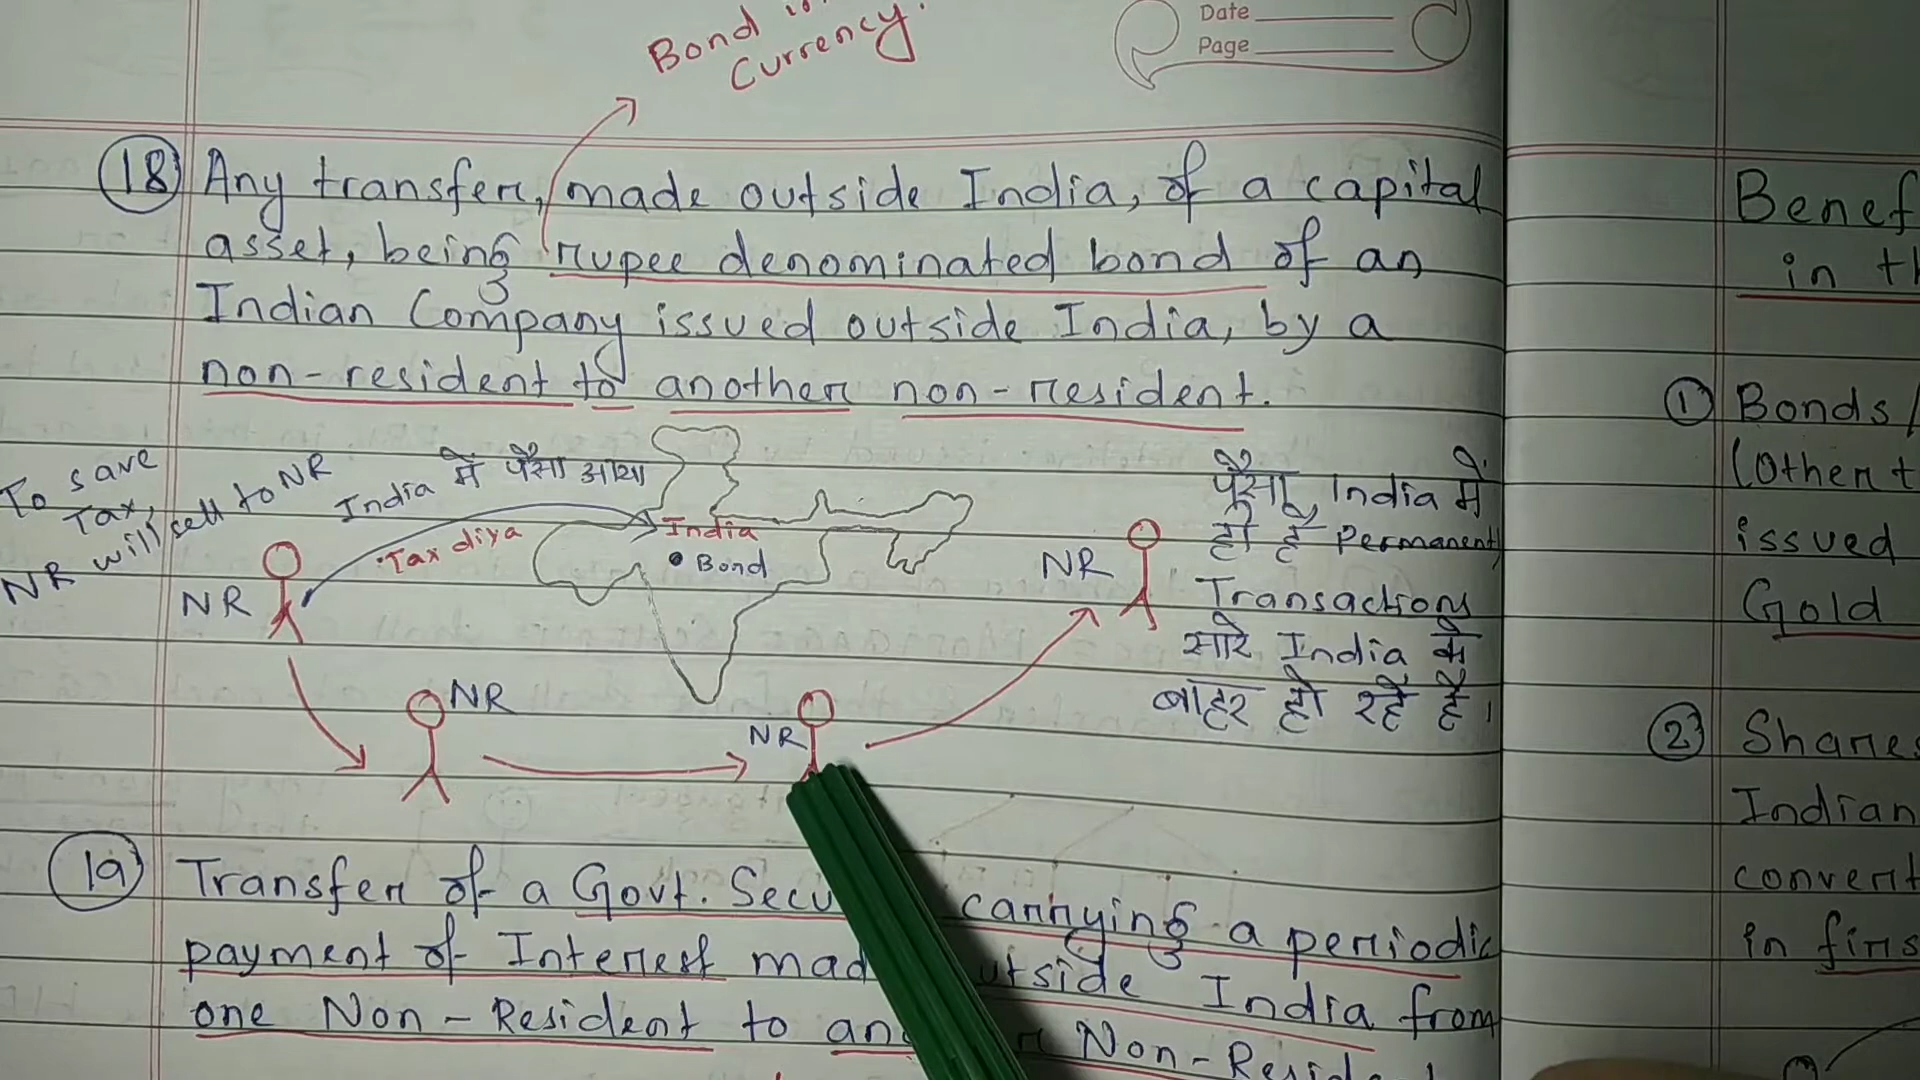 Bond
Currency.
Date
Page
18 Any transfer, made outside India, of a capital
asset, being rupee denominated bond of an
Indian Company issued outside India, by a
non-resident to another non-resident.
To save
Tax,
NR will sell to NR
India में पैसा आया
Tax diya
India
Bond
NR
NR
NR
NR
पैसा India में
ही है Permanently
Transactions
सारे India के
बाहर हो रहे है।
19 Transfer of a Govt. Secu carrying a periodic
payment of Interest mad utside India from
one Non-Resident to an Non-Resident
Benef
in th
1 Bonds/
(Other t
issued
Gold
2 Shares
Indian
convert
in firs